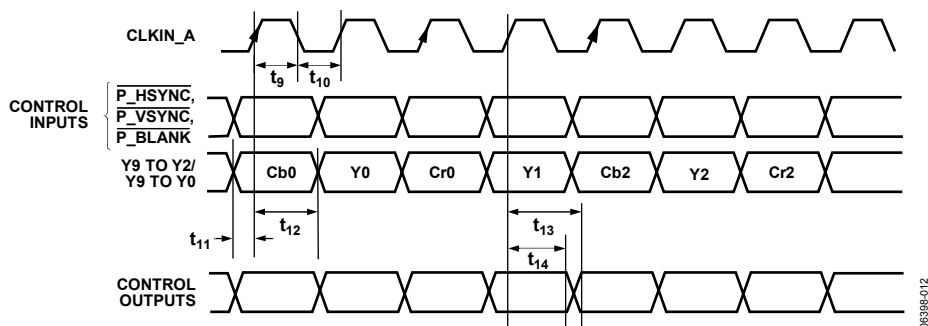 CLKIN_A
t9
t10
CONTROL INPUTS
P_HSYNC,
P_VSYNC,
P_BLANK
Y9 TO Y2/
Y9 TO Y0
Cb0
Y0
Cr0
Y1
Cb2
Y2
Cr2
t11
t12
t13
t14
CONTROL
OUTPUTS
06398-012